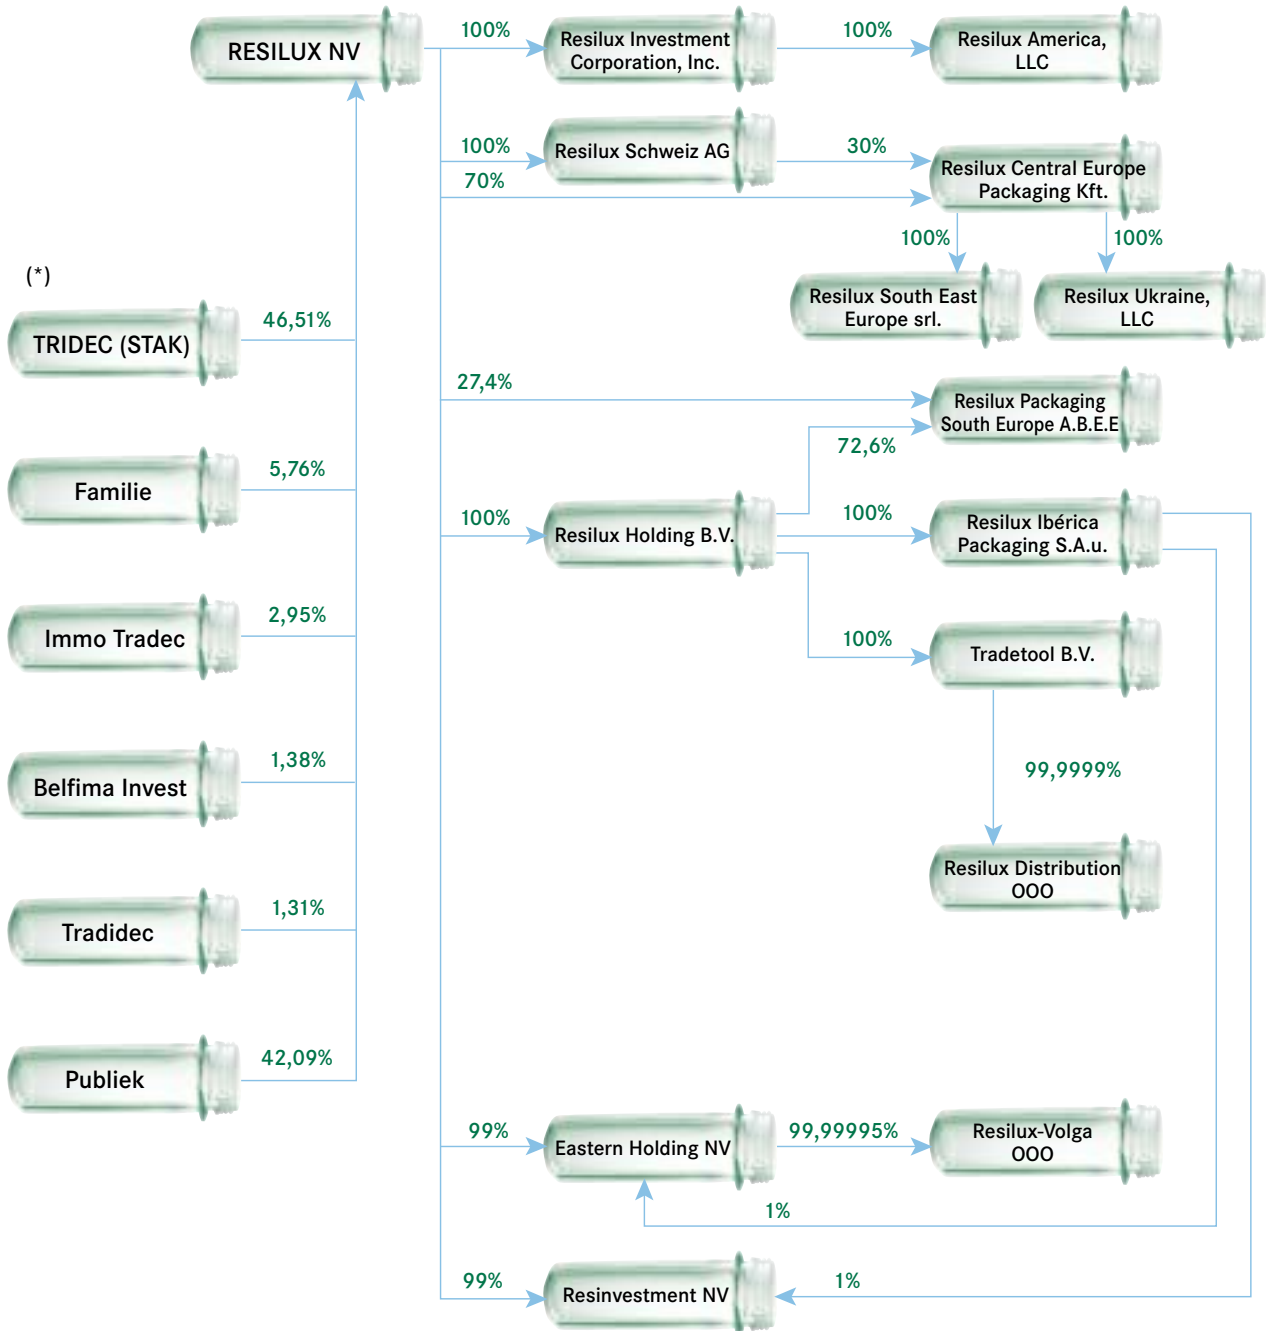 RESILUX NV
100%
Resilux Investment
Corporation, Inc.
100%
Resilux America,
LLC
100%
Resilux Schweiz AG
30%
70%
Resilux Central Europe
Packaging Kft.
100%
100%
Resilux South East
Europe srl.
Resilux Ukraine,
LLC
(*)
TRIDEC (STAK)
46,51%
27,4%
Resilux Packaging
South Europe A.B.E.E
72,6%
Familie
5,76%
100%
Resilux Holding B.V.
100%
Resilux Ibérica
Packaging S.A.u.
Immo Tradec
2,95%
100%
Tradetool B.V.
Belfima Invest
1,38%
99,9999%
Resilux Distribution
OOO
Tradidec
1,31%
Publiek
42,09%
99%
Eastern Holding NV
99,99995%
Resilux-Volga
OOO
1%
99%
Resinvestment NV
1%